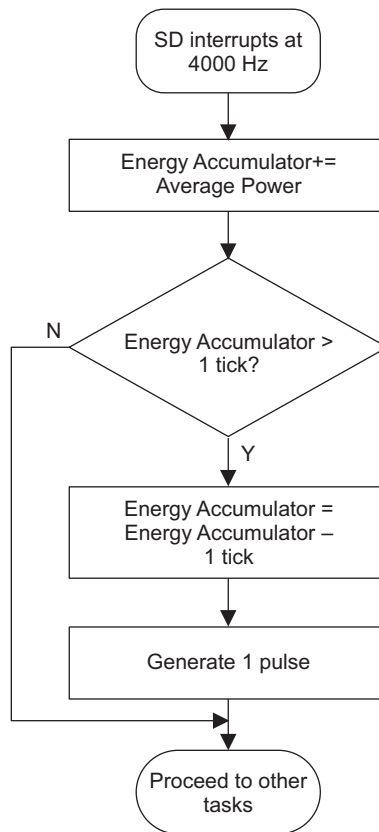 SD interrupts at
4000 Hz
Energy Accumulator+=
Average Power
N
Energy Accumulator >
1 tick?
Y
Energy Accumulator =
Energy Accumulator –
1 tick
Generate 1 pulse
Proceed to other
tasks